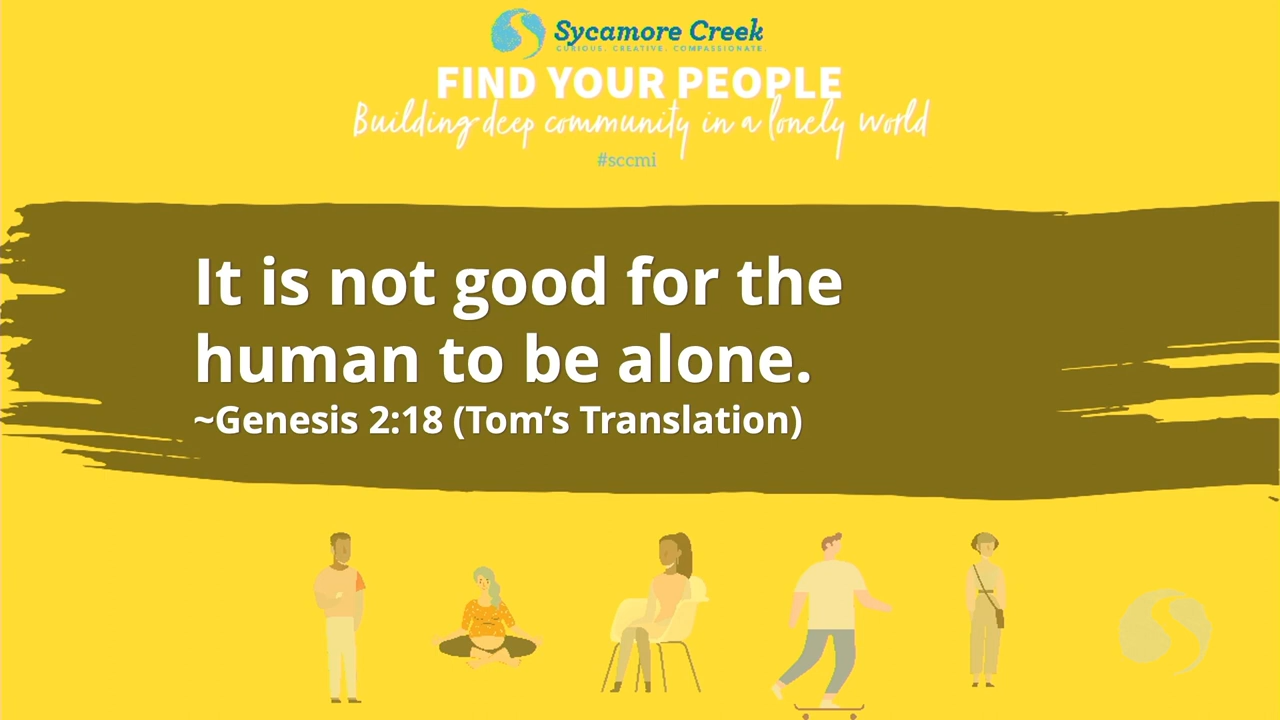 Sycamore Creek
CURIOUS. CREATIVE. COMPASSIONATE.
FIND YOUR PEOPLE
Building deep community in a lonely world
#sccmi
It is not good for the
human to be alone.
~Genesis 2:18 (Tom’s Translation)